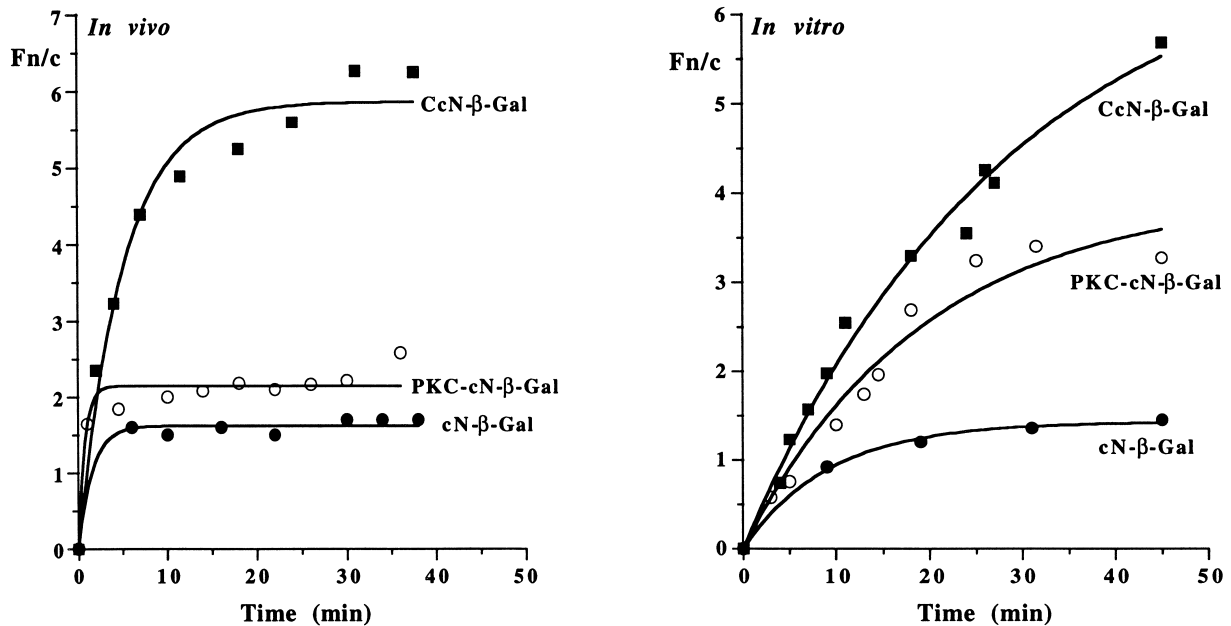 In vivo
Fn/c
7
6
5
4
3
2
1
0
CcN-β-Gal
PKC-cN-β-Gal
cN-β-Gal
0 10 20 30 40 50
Time (min)
In vitro
Fn/c
6
5
4
3
2
1
0
CcN-β-Gal
PKC-cN-β-Gal
cN-β-Gal
0 10 20 30 40 50
Time (min)